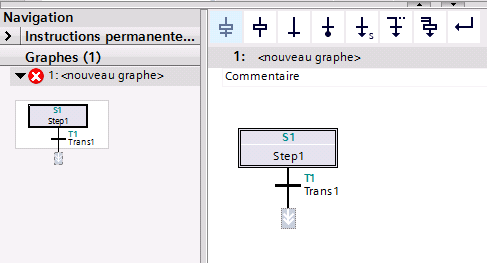 Navigation
Instructions permanente...
Graphes (1)
1: <nouveau graphe>
S1
Step1
T1
Trans1
S
1: <nouveau graphe>
Commentaire
S1
Step1
T1
Trans1